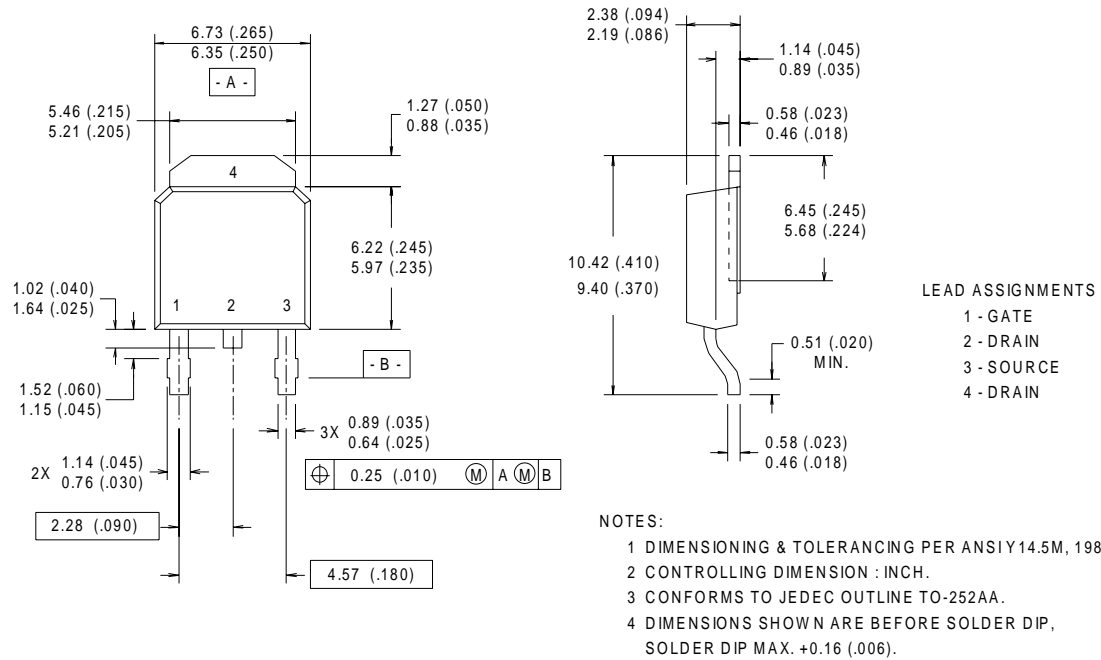 6.73 (.265)
6.35 (.250)
- A -
5.46 (.215)
5.21 (.205)
1.27 (.050)
0.88 (.035)
4
6.22 (.245)
5.97 (.235)
1.02 (.040)
1.64 (.025)
1 2 3
1.52 (.060)
1.15 (.045)
- B -
3X 0.89 (.035)
0.64 (.025)
2X 1.14 (.045)
0.76 (.030)
⌖ 0.25 (.010) Ⓜ A Ⓜ B
2.28 (.090)
4.57 (.180)
2.38 (.094)
2.19 (.086)
1.14 (.045)
0.89 (.035)
0.58 (.023)
0.46 (.018)
6.45 (.245)
5.68 (.224)
10.42 (.410)
9.40 (.370)
0.51 (.020)
MIN.
0.58 (.023)
0.46 (.018)
LEAD ASSIGNMENTS
1 - GATE
2 - DRAIN
3 - SOURCE
4 - DRAIN
NOTES:
1 DIMENSIONING & TOLERANCING PER ANSI Y14.5M, 198
2 CONTROLLING DIMENSION : INCH.
3 CONFORMS TO JEDEC OUTLINE TO-252AA.
4 DIMENSIONS SHOWN ARE BEFORE SOLDER DIP,
SOLDER DIP MAX. +0.16 (.006).